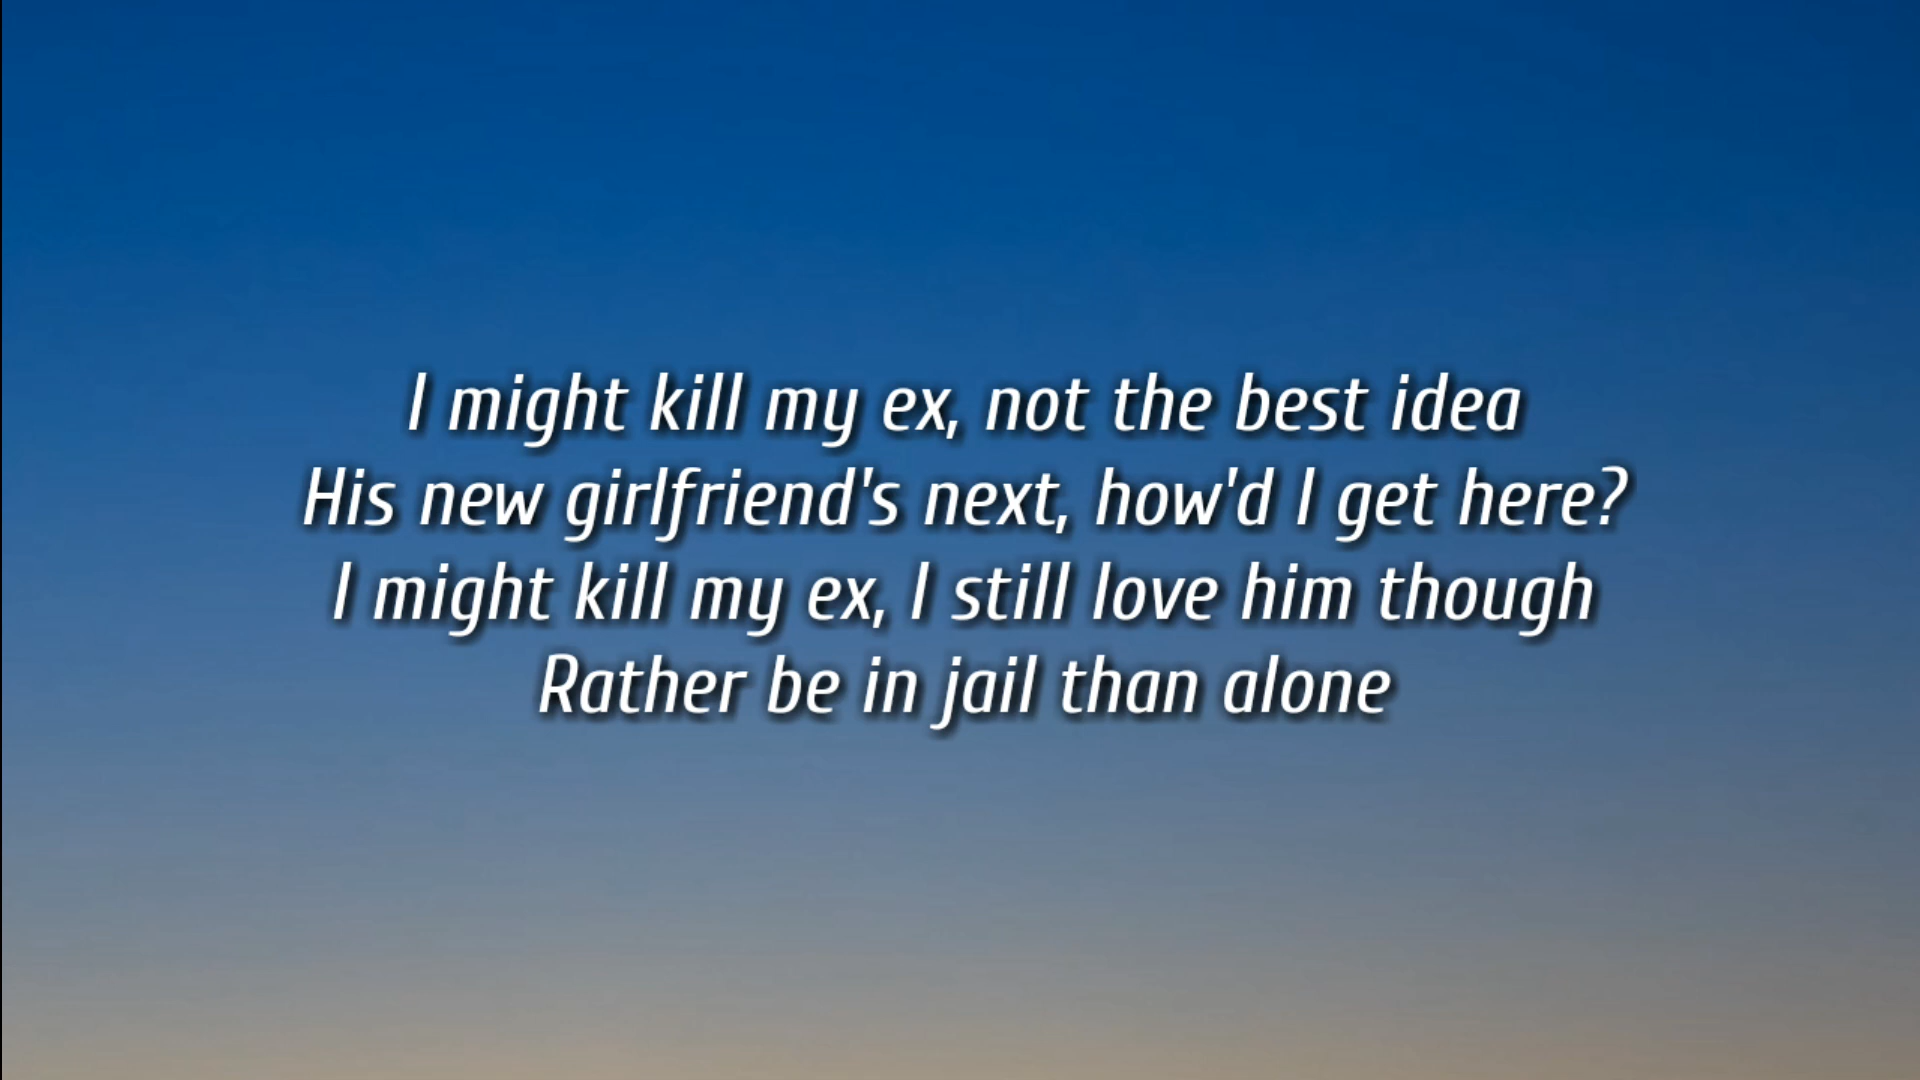 I might kill my ex, not the best idea
His new girlfriend's next, how'd I get here?
I might kill my ex, I still love him though
Rather be in jail than alone